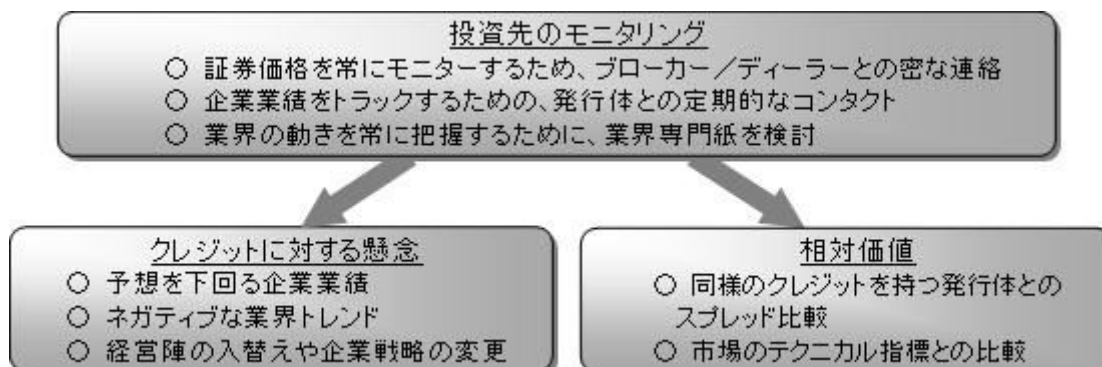 投資先のモニタリング
○ 証券価格を常にモニターするため、ブローカー／ディーラーとの密な連絡
○ 企業業績をトラックするための、発行体との定期的なコンタクト
○ 業界の動きを常に把握するために、業界専門紙を検討
クレジットに対する懸念
○ 予想を下回る企業業績
○ ネガティブな業界トレンド
○ 経営陣の入替えや企業戦略の変更
相対価値
○ 同様のクレジットを持つ発行体との
スプレッド比較
○ 市場のテクニカル指標との比較